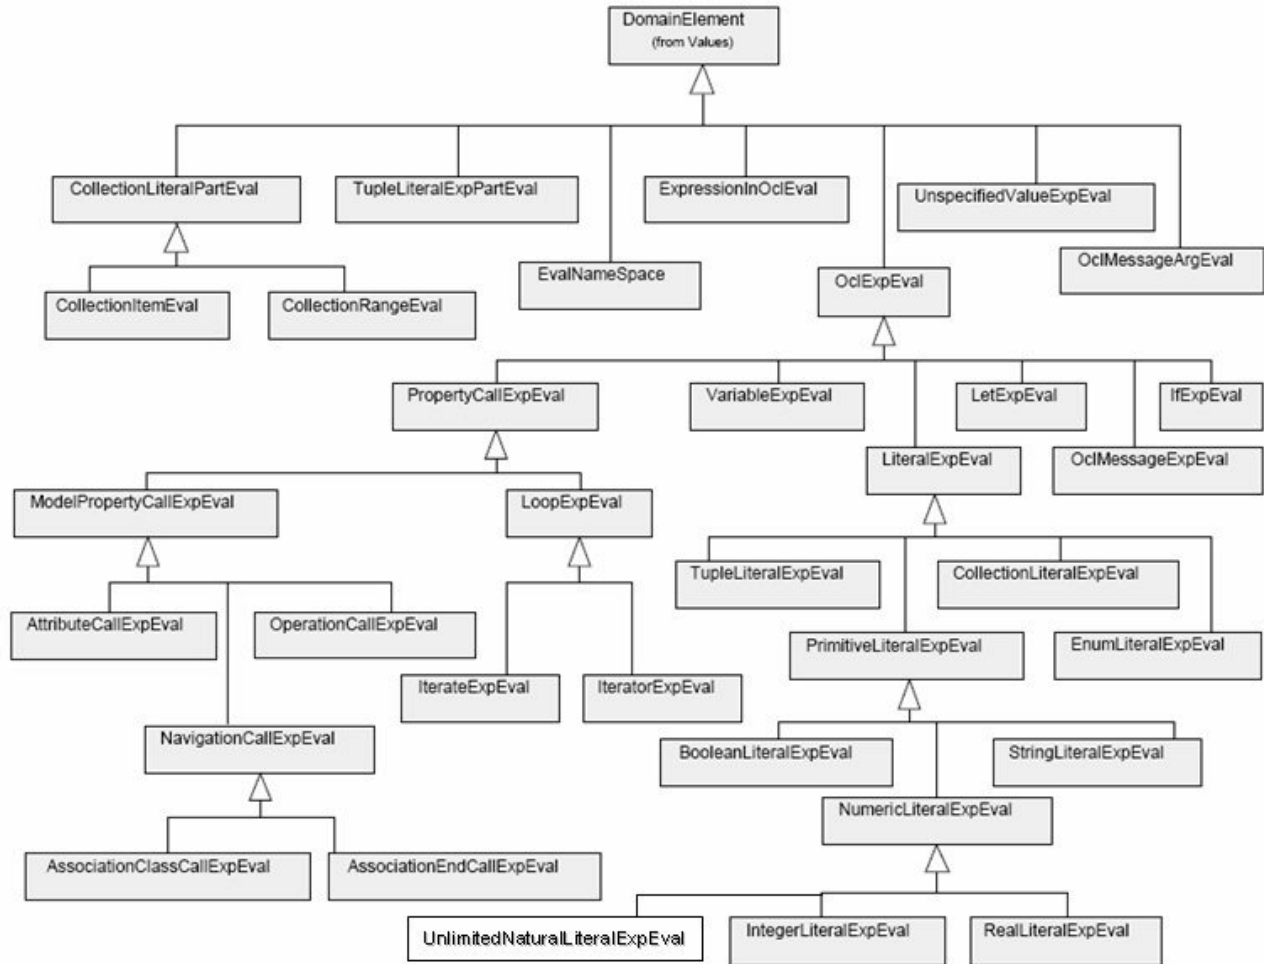 DomainElement
(from Values)
CollectionLiteralPartEval
TupleLiteralExpPartEval
ExpressionInOclEval
UnspecifiedValueExpEval
EvalNameSpace
OclExpEval
OclMessageArgEval
CollectionItemEval
CollectionRangeEval
PropertyCallExpEval
VariableExpEval
LetExpEval
IfExpEval
LiteralExpEval
OclMessageExpEval
ModelPropertyCallExpEval
LoopExpEval
TupleLiteralExpEval
CollectionLiteralExpEval
AttributeCallExpEval
OperationCallExpEval
PrimitiveLiteralExpEval
EnumLiteralExpEval
IterateExpEval
IteratorExpEval
NavigationCallExpEval
BooleanLiteralExpEval
StringLiteralExpEval
NumericLiteralExpEval
AssociationClassCallExpEval
AssociationEndCallExpEval
UnlimitedNaturalLiteralExpEval
IntegerLiteralExpEval
RealLiteralExpEval